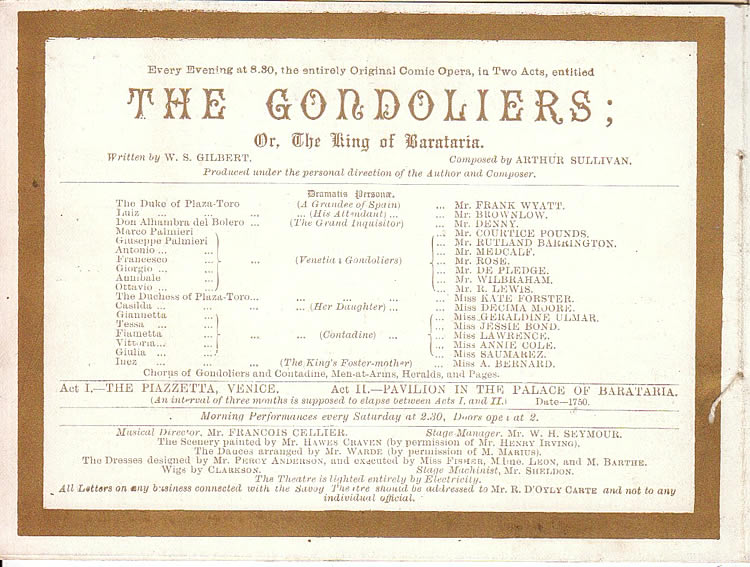 Every Evening at 8.30, the entirely Original Comic Opera, in Two Acts, entitled
THE GONDOLIERS;
Or, The King of Barataria.
Written by W. S. GILBERT. Composed by ARTHUR SULLIVAN.
Produced under the personal direction of the Author and Composer.
Dramatis Personæ.
The Duke of Plaza-Toro (A Grandee of Spain) ... Mr. FRANK WYATT.
Luiz ... ... ... ... (His Attendant) ... ... Mr. BROWNLOW.
Don Alhambra del Bolero ... (The Grand Inquisitor) ... Mr. DENNY.
Marco Palmieri ... Mr. COURTICE POUNDS.
Giuseppe Palmieri ... Mr. RUTLAND BARRINGTON.
Antonio ... ... ... Mr. METCALF.
Francesco ... ... (Venetian Gondoliers) ... Mr. ROSE.
Giorgio ... ... ... Mr. DE PLEDGE.
Annibale ... ... Mr. WILBRAHAM.
Ottavio ... ... ... Mr. R. LEWIS.
The Duchess of Plaza-Toro... ... ... ... ... Miss KATE FORSTER.
Casilda ... ... ... ... (Her Daughter) ... ... Miss DECIMA MOORE.
Gianetta ... ... Miss GERALDINE ULMAR.
Tessa ... ... ... Miss JESSIE BOND.
Fiametta ... ... (Contadine) ... ... Miss LAWRENCE.
Vittoria... ... ... Miss ANNIE COLE.
Giulia ... ... ... Miss SAUMAREZ.
Inez ... ... ... (The King's Foster-mother) ... Miss A. BERNARD.
Chorus of Gondoliers and Contadine, Men-at-Arms, Heralds, and Pages.
Act I.—THE PIAZZETTA, VENICE. Act II.—PAVILION IN THE PALACE OF BARATARIA.
(An interval of three months is supposed to elapse between Acts I, and II.) Date—1750.
Morning Performances every Saturday at 2.30, Doors open at 2.
Musical Director, Mr. FRANCOIS CELLIER. Stage-Manager, Mr. W. H. SEYMOUR.
The Scenery painted by Mr. HAWES CRAVEN (by permission of Mr. HENRY IRVING).
The Dances arranged by Mr. WARDE (by permission of M. MARIUS).
The Dresses designed by Mr. PERCY ANDERSON, and executed by Miss FISHER, Mdme. LEON, and M. BARTHE.
Wigs by CLARKSON. Stage Machinist, Mr. SHELDON.
The Theatre is lighted entirely by Electricity.
All Letters on any business connected with the Savoy Theatre should be addressed to Mr. R. D'OYLY CARTE and not to any
individual official.